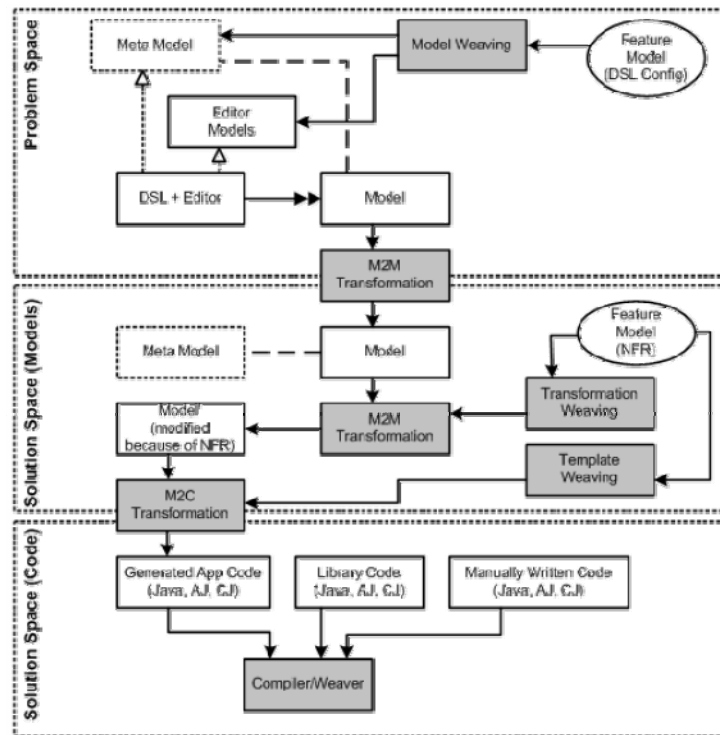 Problem Space
Meta Model
Model Weaving
Feature
Model
(DSL Config)
Editor
Models
DSL + Editor
Model
M2M
Transformation
Solution Space (Models)
Meta Model
Model
Feature
Model
(NFR)
Model'
(modified
because of NFR)
M2M
Transformation
Transformation
Weaving
Template
Weaving
M2C
Transformation
Solution Space (Code)
Generated App Code
(Java, AJ, CJ)
Library Code
(Java, AJ, CJ)
Manually Written Code
(Java, AJ, CJ)
Compiler/Weaver